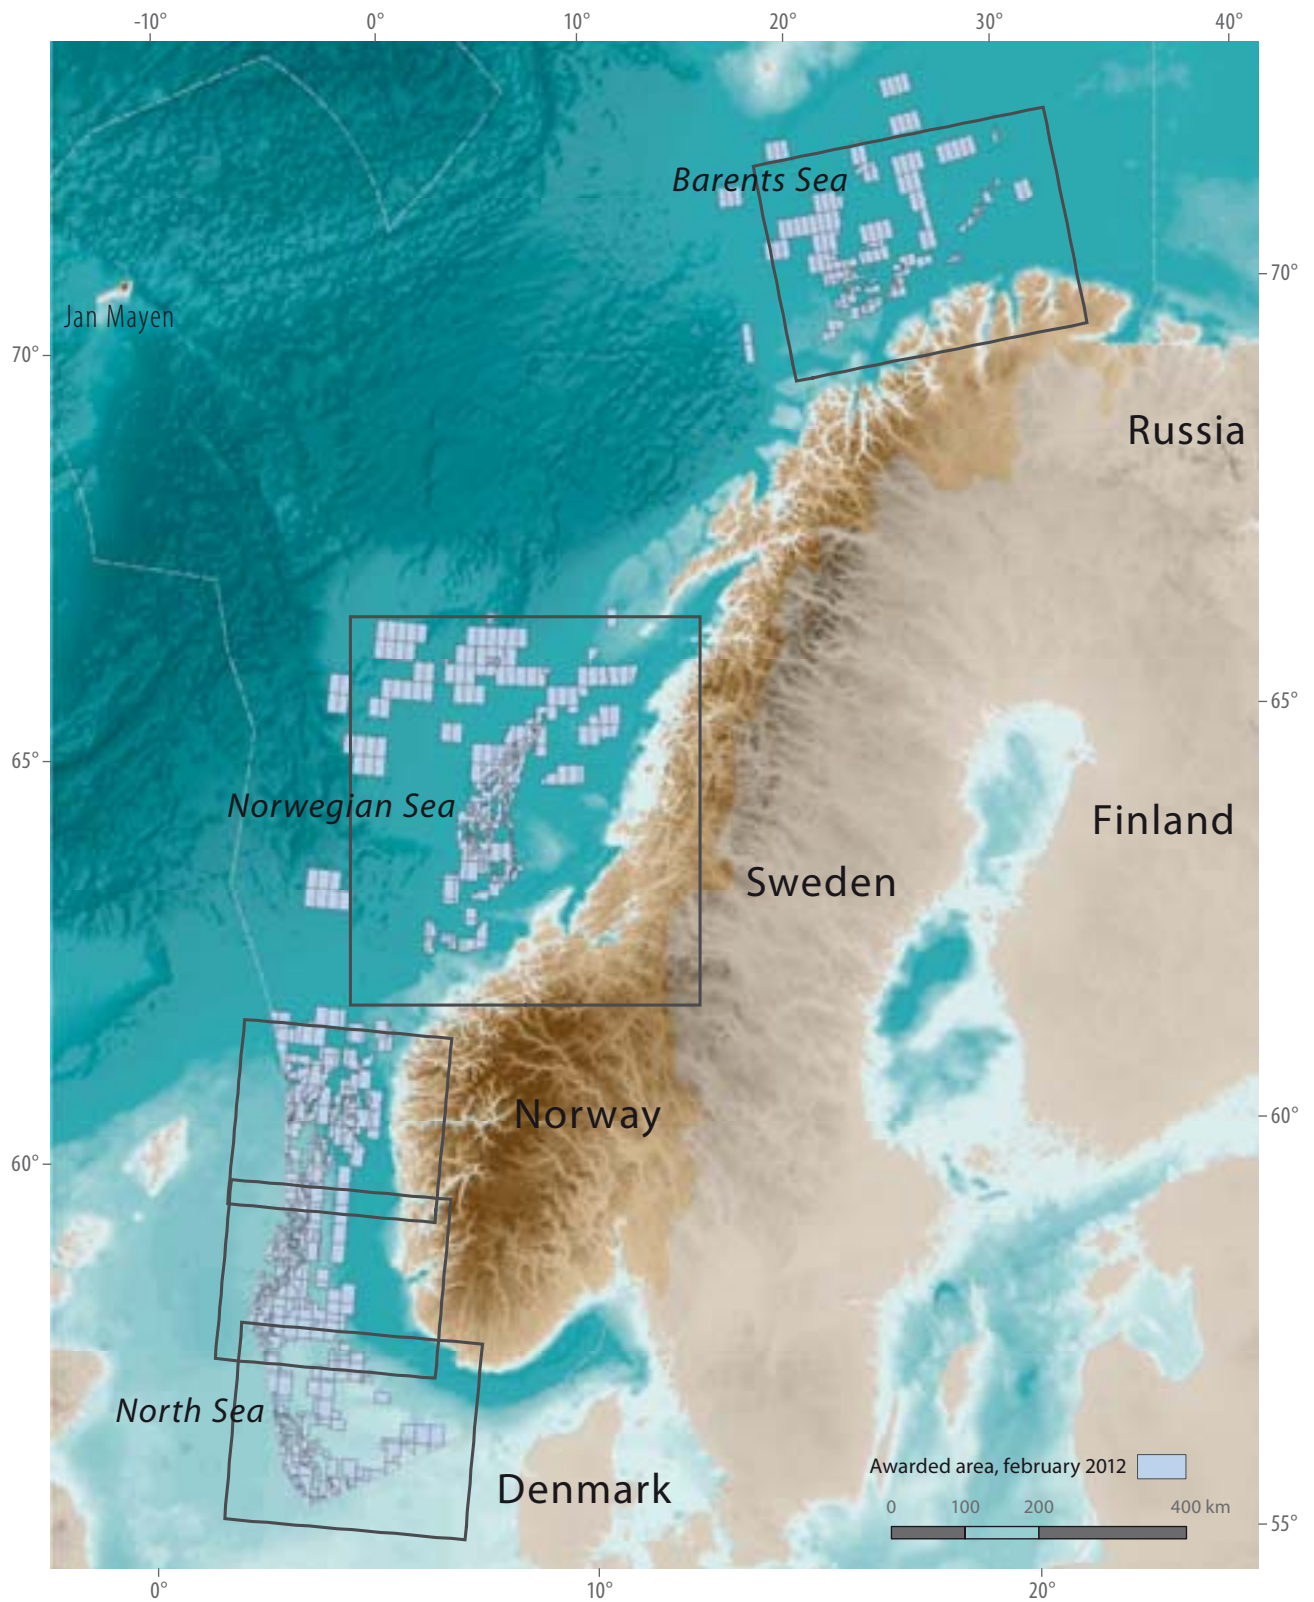 -10° 0° 10° 20° 30° 40°
Barents Sea
70°
Jan Mayen
70°
Russia
65°
65°
Norwegian Sea
Finland
Sweden
Norway
60°
60°
North Sea
Awarded area, february 2012
Denmark
0 100 200 400 km
55°
0° 10° 20°